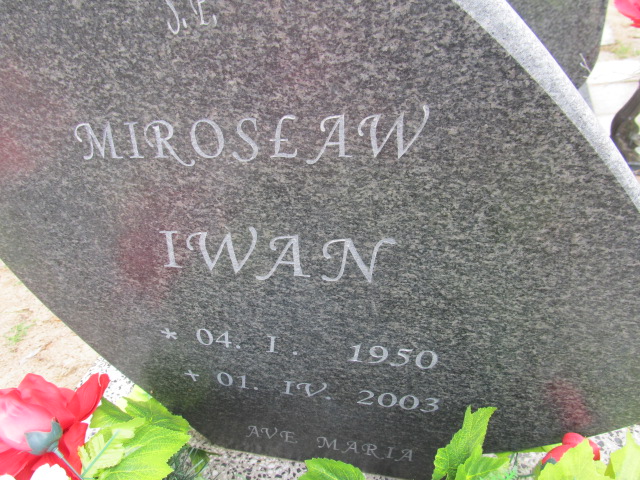 Ś. P.
MIROSŁAW
IWAN
* 04. I. 1950
+ 01. IV. 2003
AVE MARIA